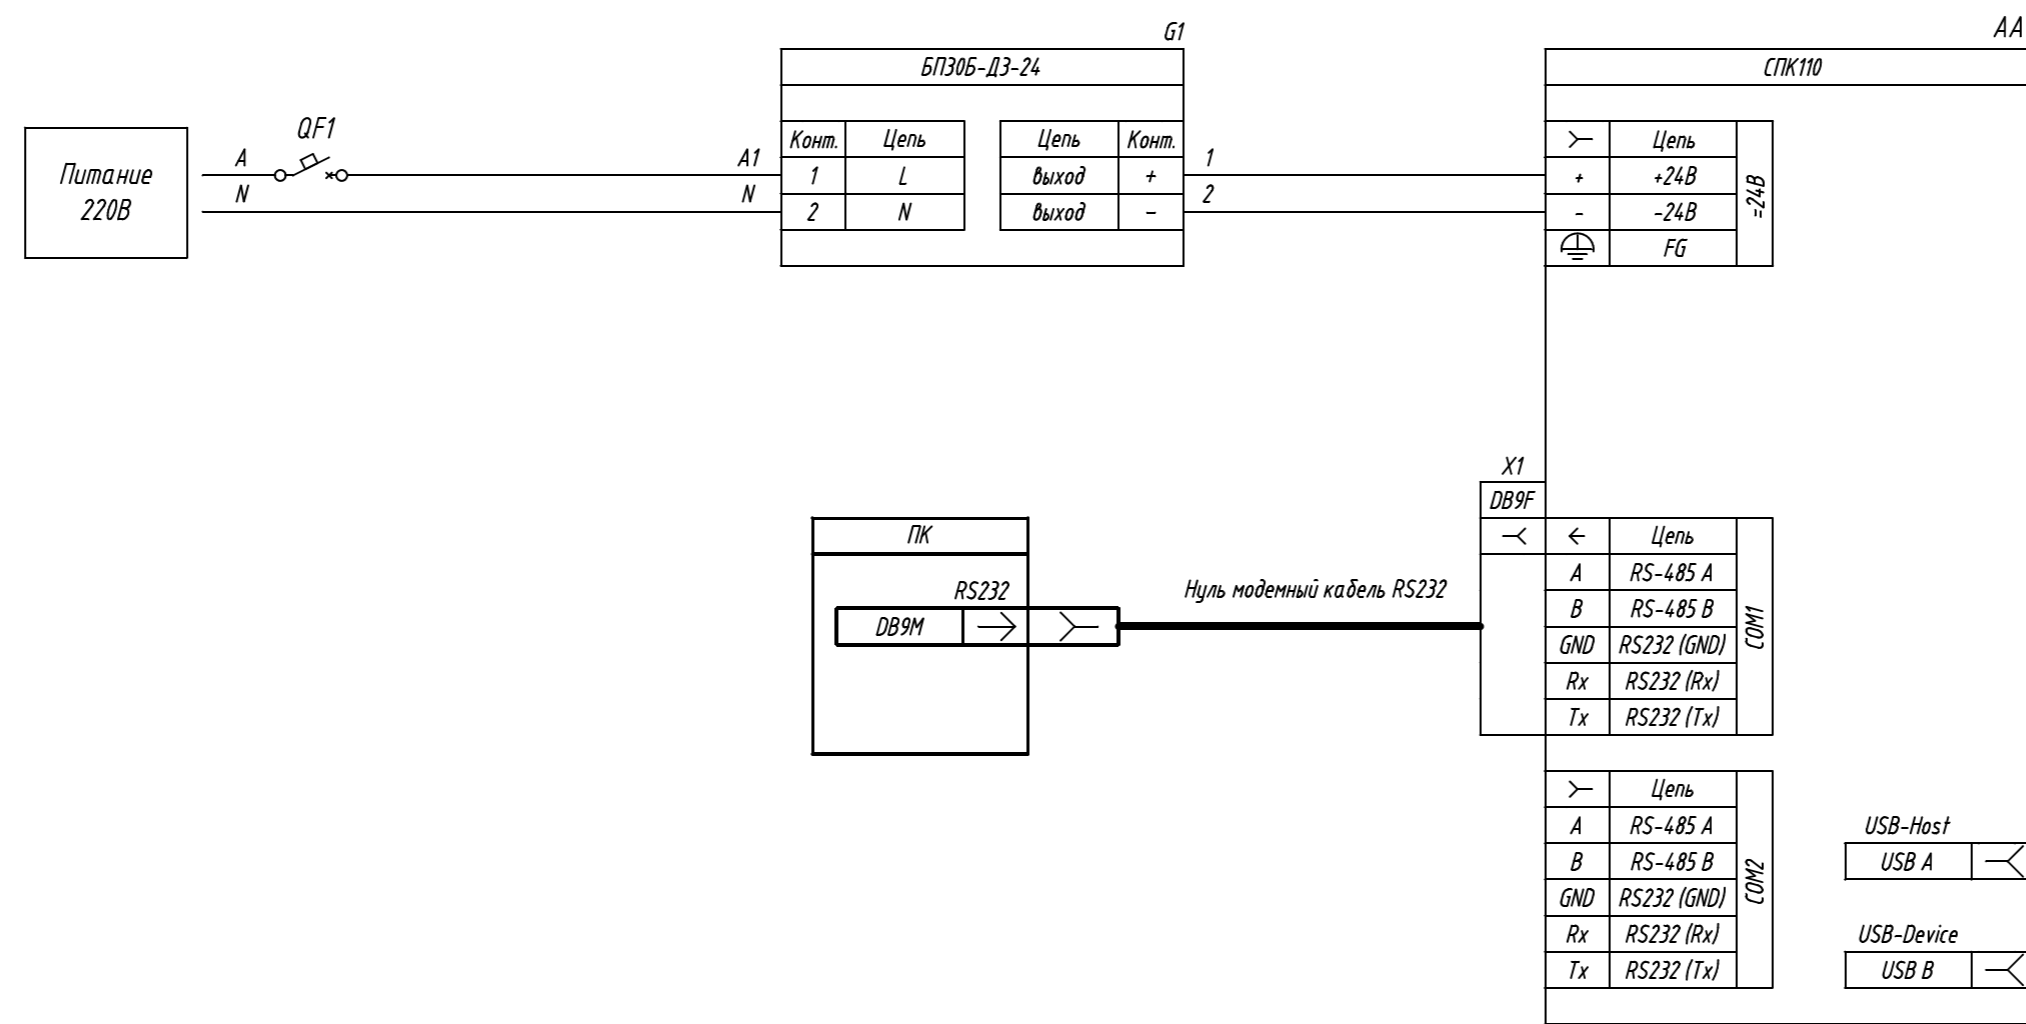 G1
AA
БП30Б-Д3-24
СПК110
QF1
Питание
220В
A
N
A1
N
Конт. Цепь
1 L
2 N
Цепь Конт.
выход +
выход -
1
2
Цепь
+ +24В
- -24В
FG
=24В
X1
DB9F
ПК
RS232
DB9M
Нуль модемный кабель RS232
Цепь
A RS-485 A
B RS-485 B
GND RS232 (GND)
Rx RS232 (Rx)
Tx RS232 (Tx)
COM1
Цепь
A RS-485 A
B RS-485 B
GND RS232 (GND)
Rx RS232 (Rx)
Tx RS232 (Tx)
COM2
USB-Host
USB A
USB-Device
USB B